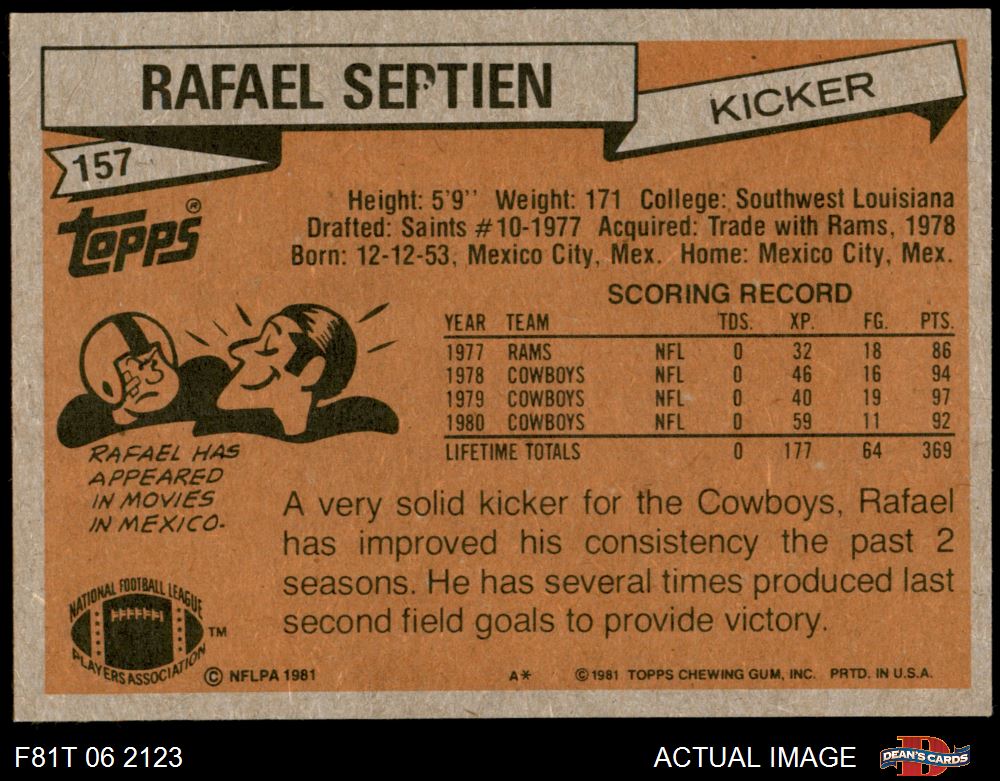 RAFAEL SEPTIEN
KICKER
157
Topps®
Height: 5'9'' Weight: 171 College: Southwest Louisiana
Drafted: Saints #10-1977 Acquired: Trade with Rams, 1978
Born: 12-12-53, Mexico City, Mex. Home: Mexico City, Mex.
SCORING RECORD
YEAR TEAM TDS. XP. FG. PTS.
1977 RAMS NFL 0 32 18 86
1978 COWBOYS NFL 0 46 16 94
1979 COWBOYS NFL 0 40 19 97
1980 COWBOYS NFL 0 59 11 92
LIFETIME TOTALS 0 177 64 369
RAFAEL HAS
APPEARED
IN MOVIES
IN MEXICO.
A very solid kicker for the Cowboys, Rafael
has improved his consistency the past 2
seasons. He has several times produced last
second field goals to provide victory.
NATIONAL FOOTBALL LEAGUE
PLAYERS ASSOCIATION
TM
© NFLPA 1981
A* ©1981 TOPPS CHEWING GUM, INC. PRTD. IN U.S.A.
F81T 06 2123
ACTUAL IMAGE
DEAN'S CARDS